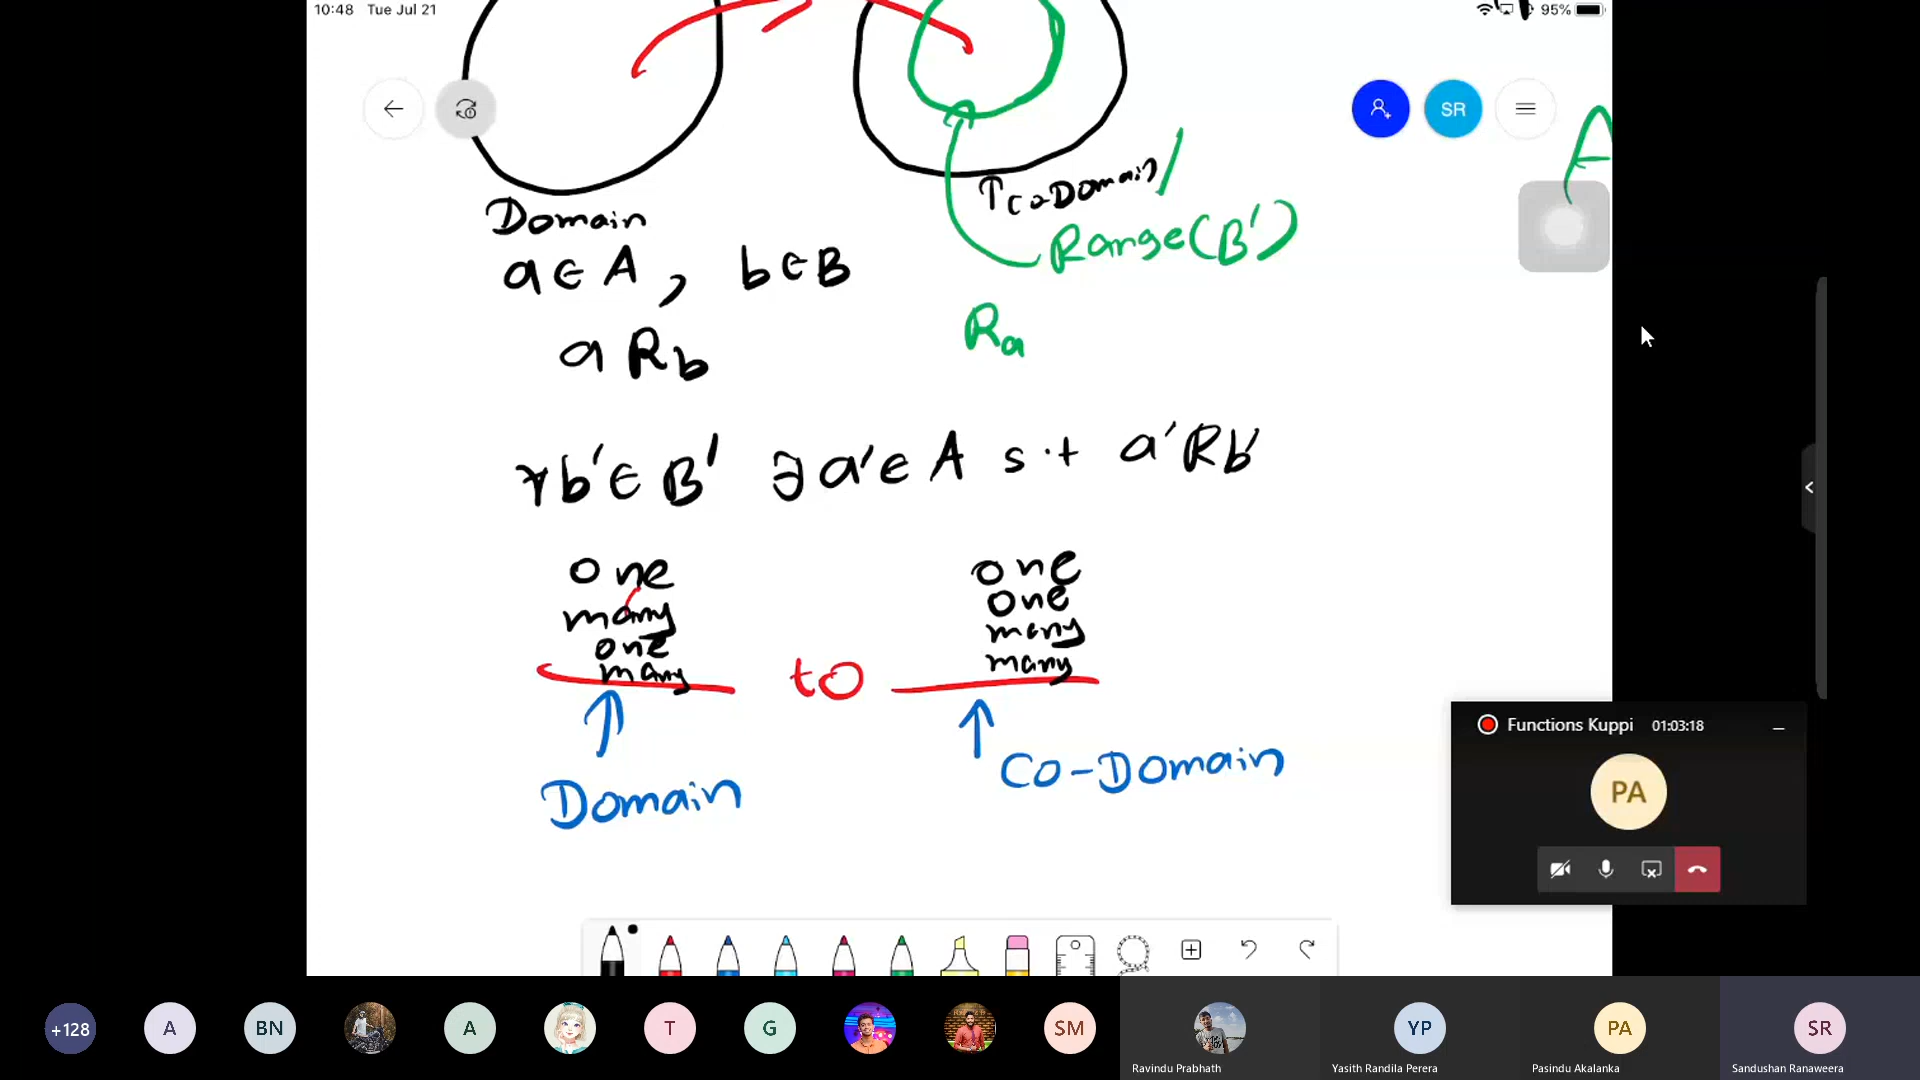 10:48 Tue Jul 21
95%
SR
A
↑Co-Domain
Domain
Range(B')
a∈A, b∈B
Ra
a R b
∀b'∈B' ∃a'∈A s.t a'Rb'
one one
many one
one many
many to many
Co-Domain
Domain
Functions Kuppi 01:03:18
PA
+128
A
BN
A
T
G
SM
YP
PA
SR
Ravindu Prabhath
Yasith Randila Perera
Pasindu Akalanka
Sandushan Ranaweera